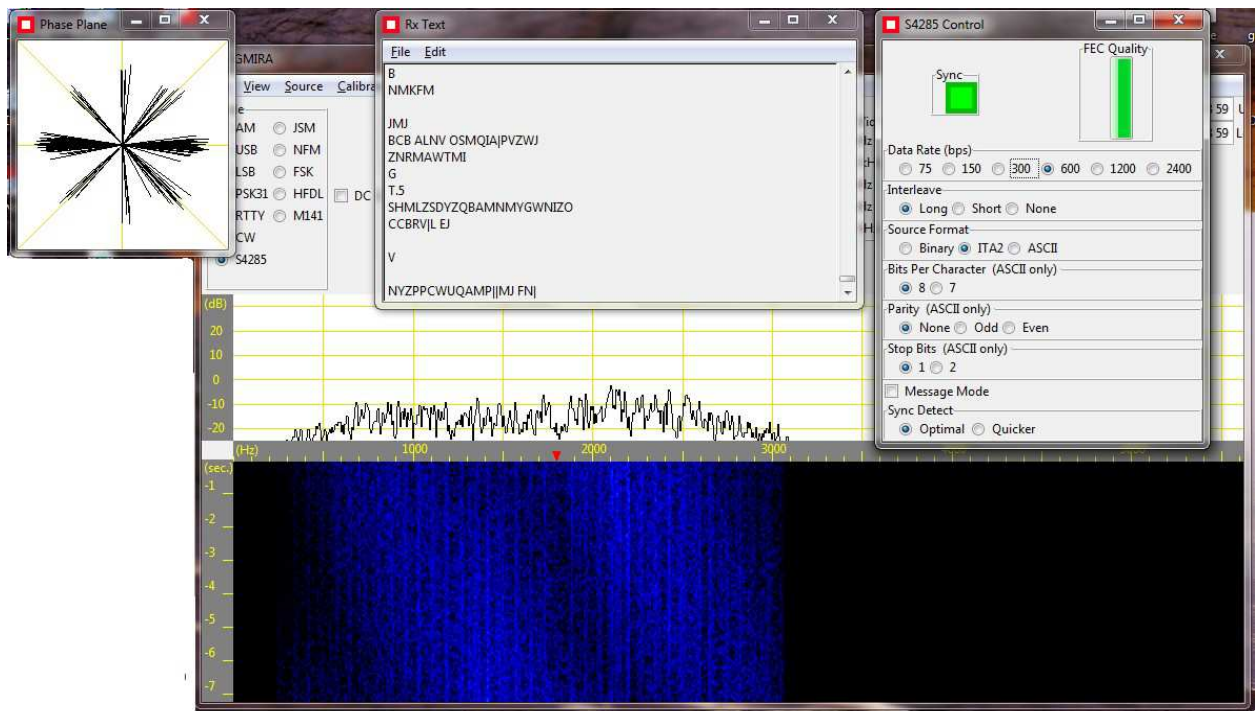 Phase Plane
Rx Text
File Edit
B
NMKFM
JMJ
BCB ALNV OSMQIA|PVZWJ
ZNRMAWTMI
G
T.5
SHMLZSDYZQBAMNMYGWNIZO
CCBRV|L EJ
V
NYZPPCWUQAMP||MJ FN|
S4285 Control
Sync
FEC Quality
Data Rate (bps)
75 150 300 600 1200 2400
Interleave
Long Short None
Source Format
Binary ITA2 ASCII
Bits Per Character (ASCII only)
8 7
Parity (ASCII only)
None Odd Even
Stop Bits (ASCII only)
1 2
Message Mode
Sync Detect
Optimal Quicker
GMIRA
View Source Calibra
AM JSM
USB NFM
LSB FSK
PSK31 HFDL DC
RTTY M141
CW
S4285
59
59
(dB)
20
10
0
-10
-20
(Hz) 1000 2000 3000
(sec.)
-1
-2
-3
-4
-5
-6
-7